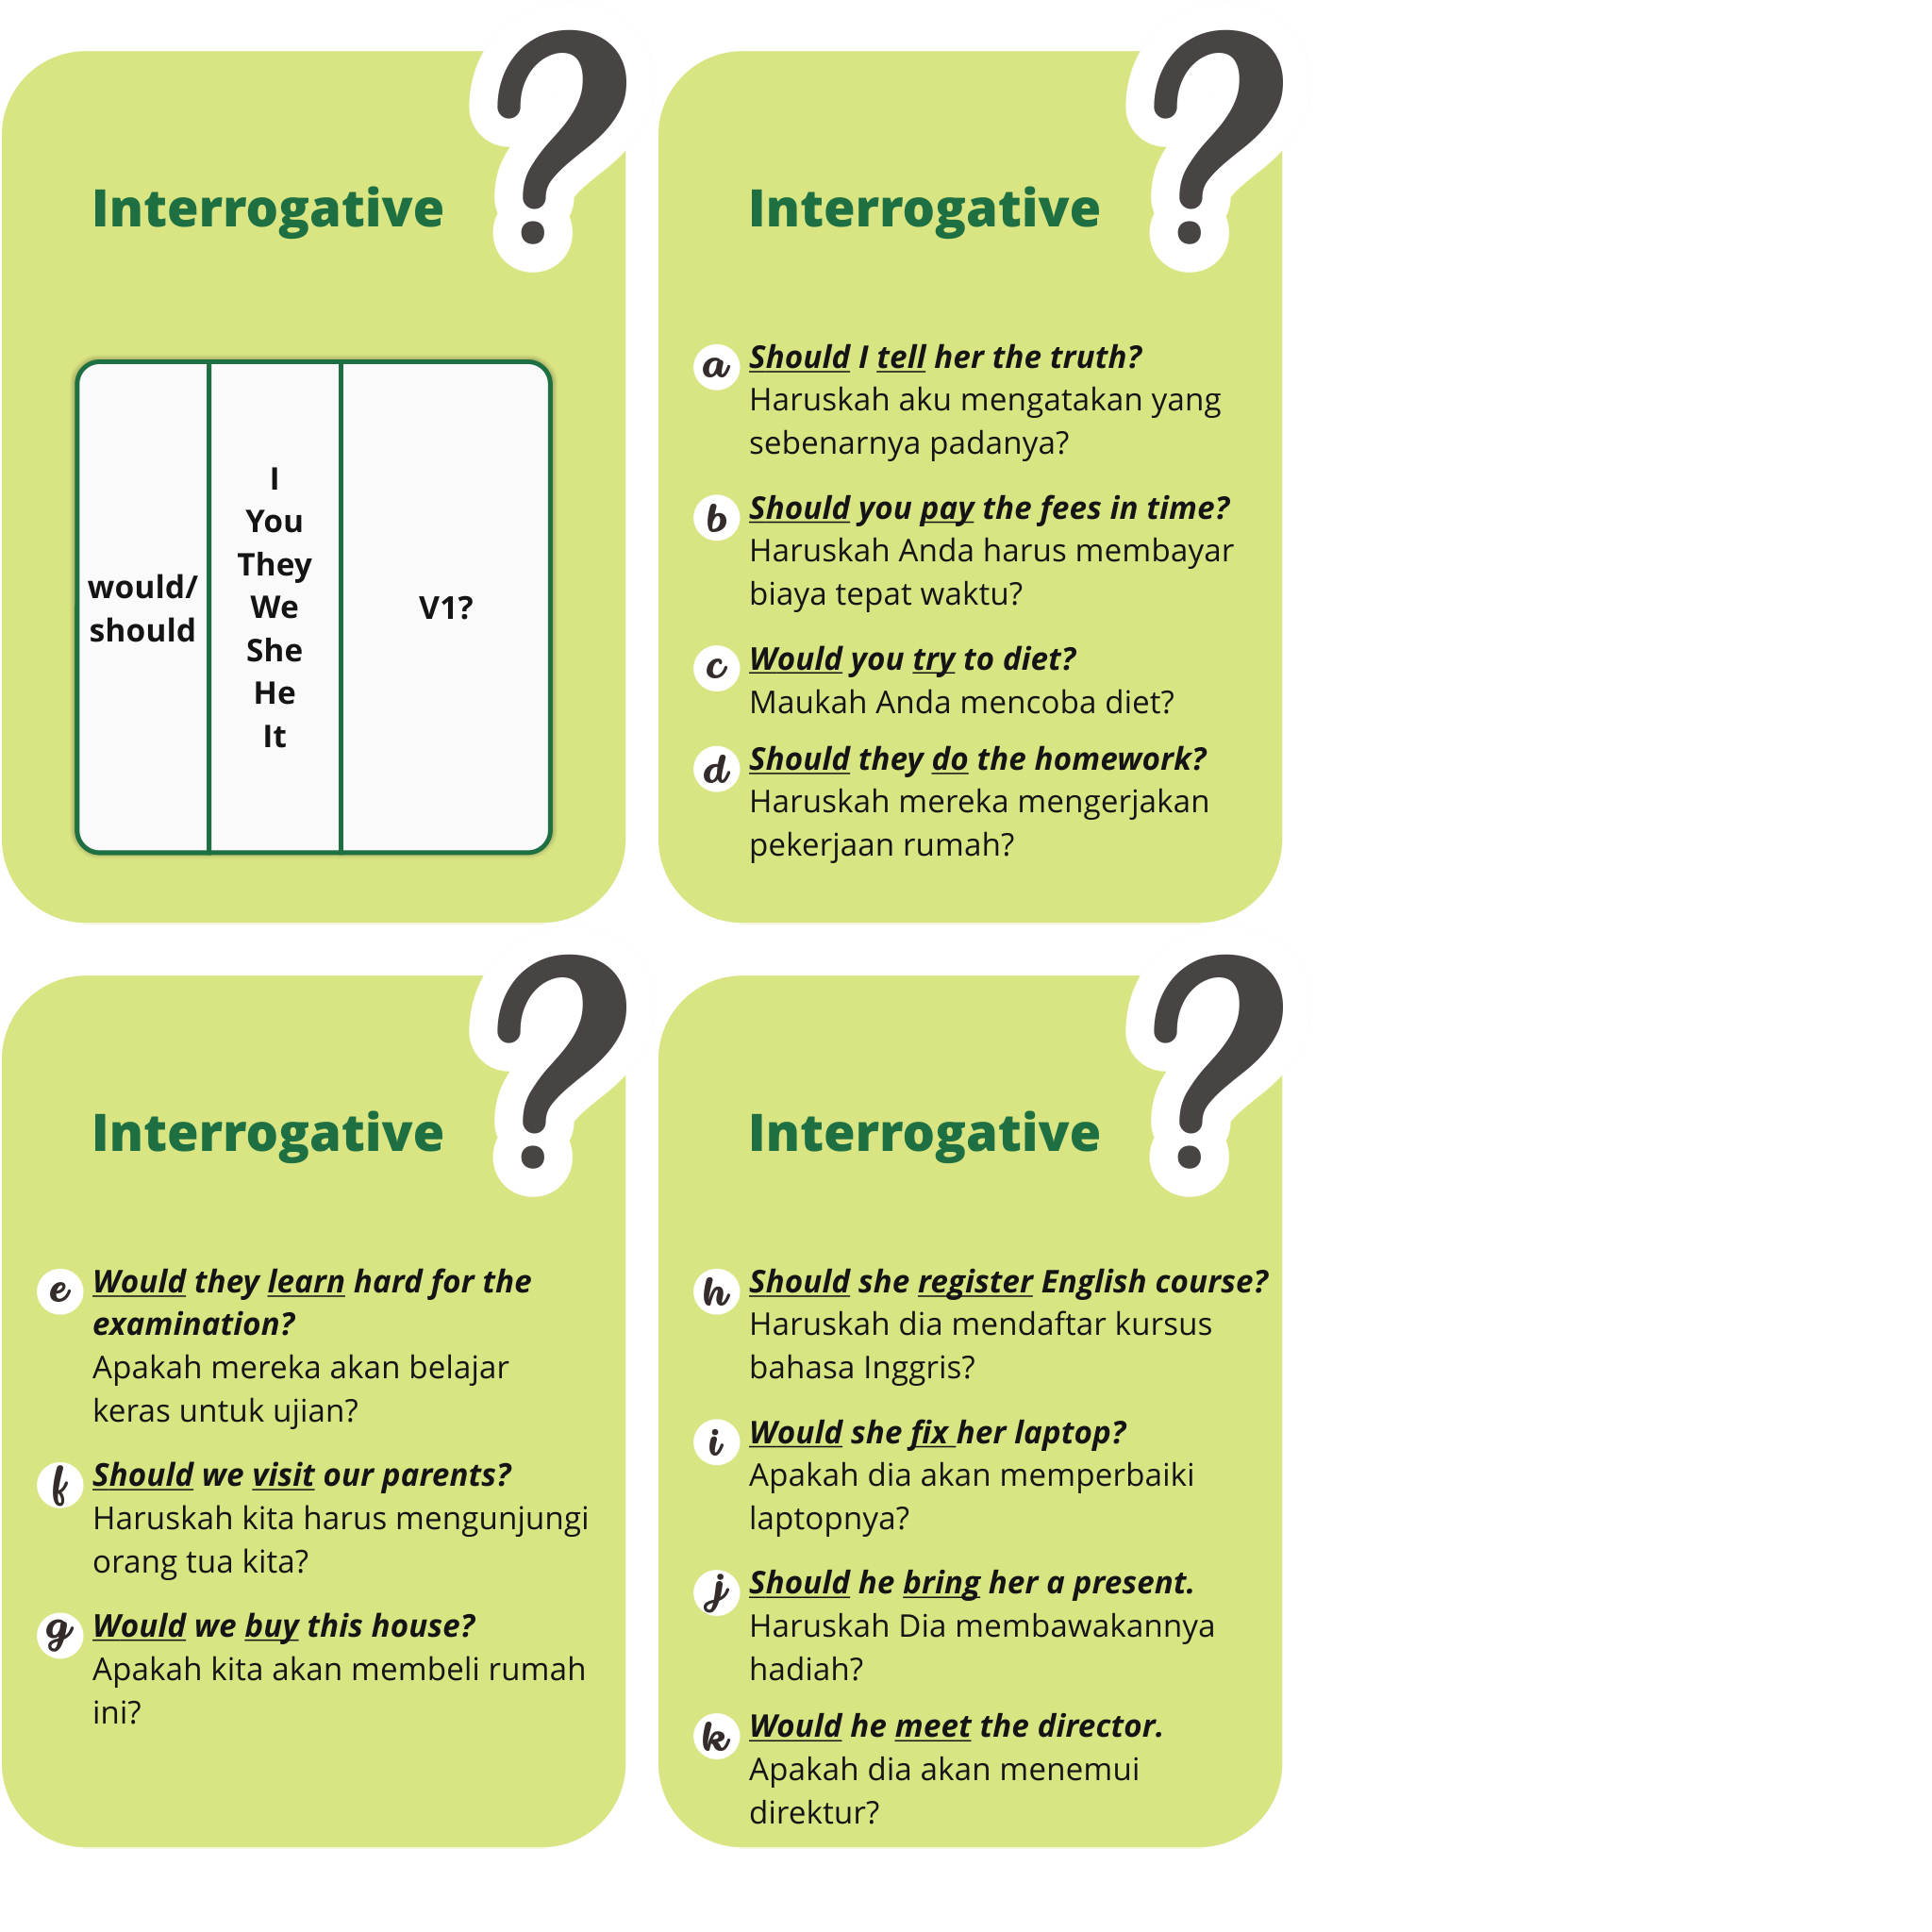 ?
Interrogative
would/
should
I
You
They
We
She
He
It
V1?
?
Interrogative
a
Should I tell her the truth?
Haruskah aku mengatakan yang
sebenarnya padanya?
b
Should you pay the fees in time?
Haruskah Anda harus membayar
biaya tepat waktu?
c
Would you try to diet?
Maukah Anda mencoba diet?
d
Should they do the homework?
Haruskah mereka mengerjakan
pekerjaan rumah?
?
Interrogative
e
Would they learn hard for the
examination?
Apakah mereka akan belajar
keras untuk ujian?
f
Should we visit our parents?
Haruskah kita harus mengunjungi
orang tua kita?
g
Would we buy this house?
Apakah kita akan membeli rumah
ini?
?
Interrogative
h
Should she register English course?
Haruskah dia mendaftar kursus
bahasa Inggris?
i
Would she fix her laptop?
Apakah dia akan memperbaiki
laptopnya?
j
Should he bring her a present.
Haruskah Dia membawakannya
hadiah?
k
Would he meet the director.
Apakah dia akan menemui
direktur?